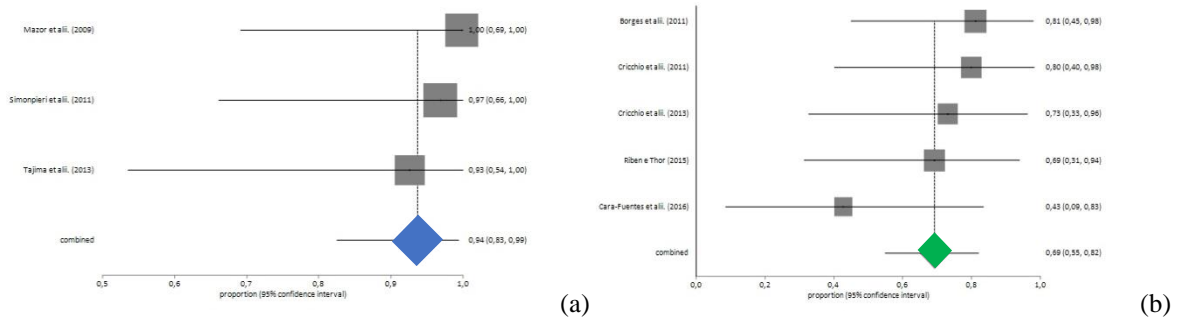 Mazor et alii. (2009)
1,00 (0,69, 1,00)
Simonpieri et alii. (2011)
0,97 (0,66, 1,00)
Tajima et alii. (2013)
0,93 (0,54, 1,00)
combined
0,94 (0,83, 0,99)
0,5 0,6 0,7 0,8 0,9 1,0
proportion (95% confidence interval)
(a)
Borges et alii. (2011)
0,81 (0,45, 0,98)
Cricchio et alii. (2011)
0,80 (0,40, 0,98)
Cricchio et alii. (2013)
0,73 (0,33, 0,96)
Riben e Thor (2015)
0,69 (0,31, 0,94)
Cara-Fuentes et alii. (2016)
0,43 (0,09, 0,83)
combined
0,69 (0,55, 0,82)
0,0 0,2 0,4 0,6 0,8 1,0
proportion (95% confidence interval)
(b)